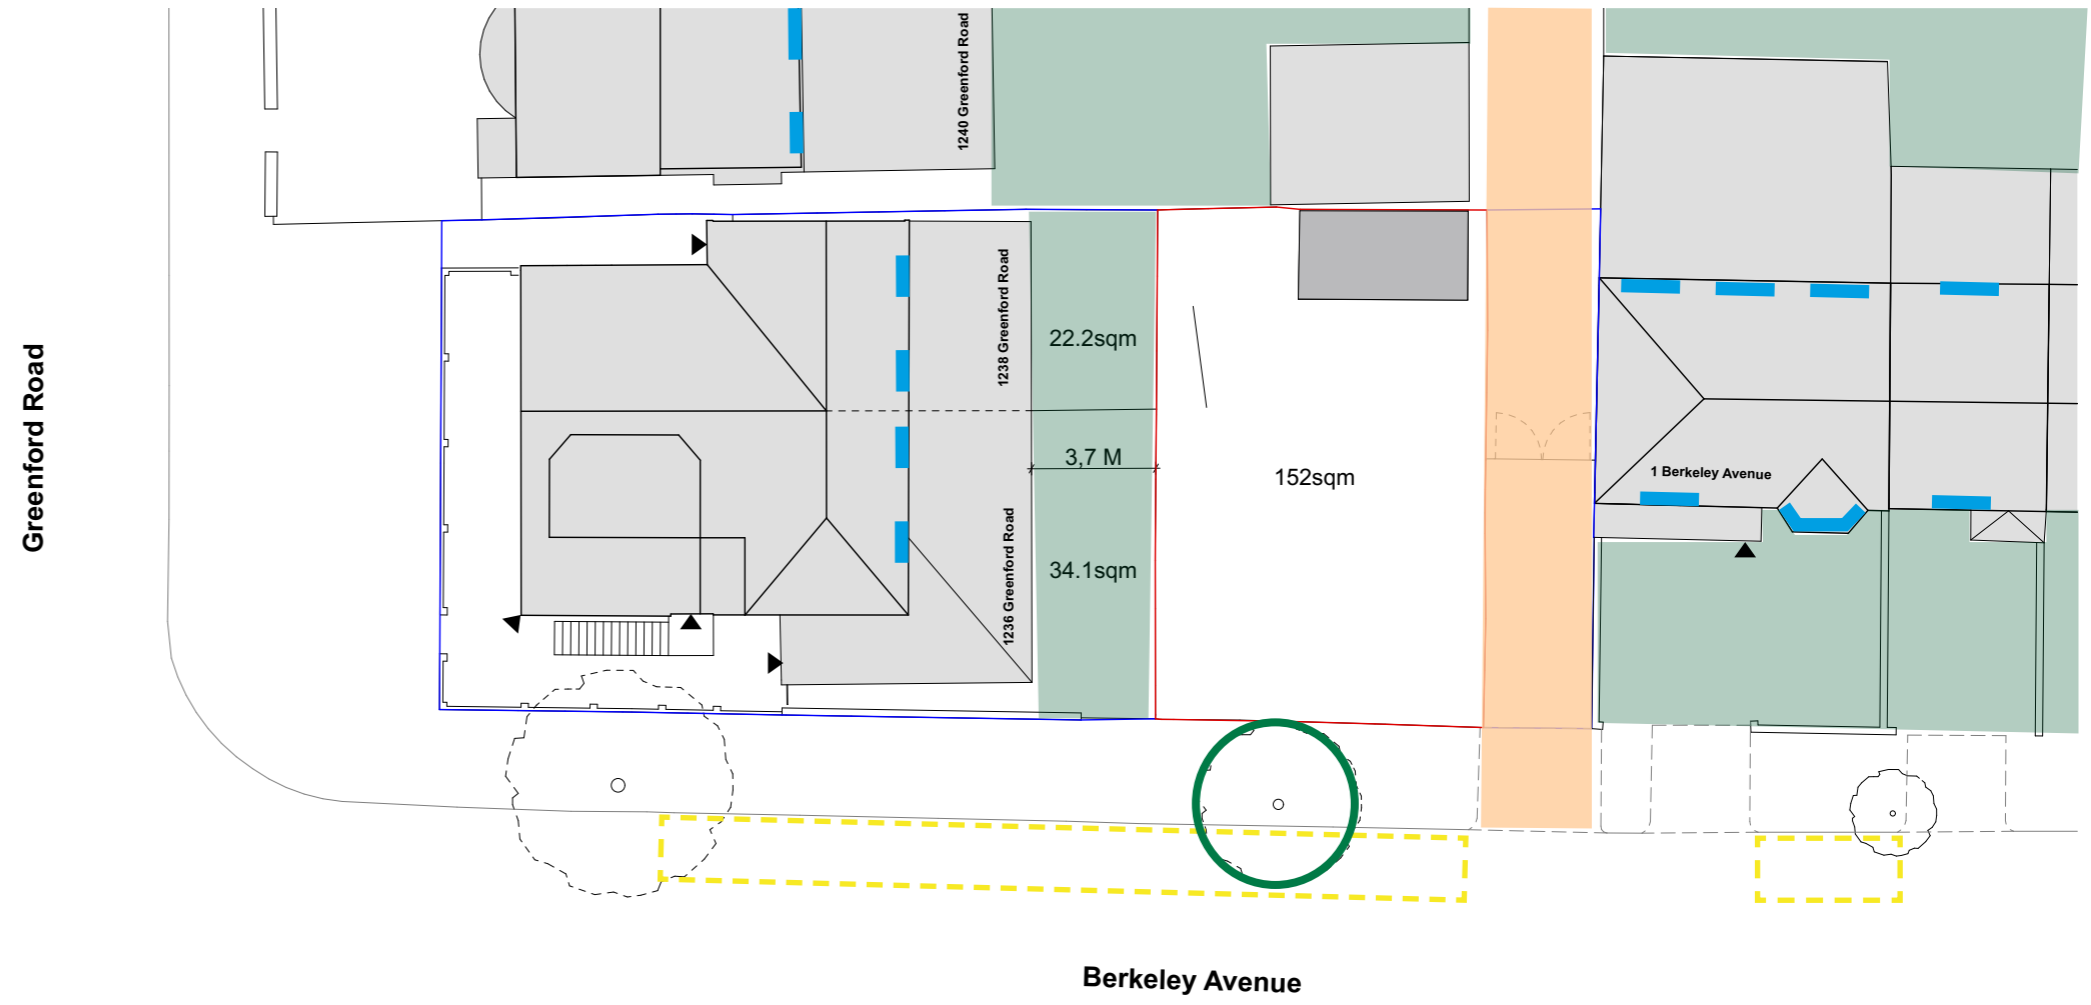 1240 Greenford Road
1238 Greenford Road
22.2sqm
Greenford Road
3,7 M
152sqm
1 Berkeley Avenue
1236 Greenford Road
34.1sqm
Berkeley Avenue